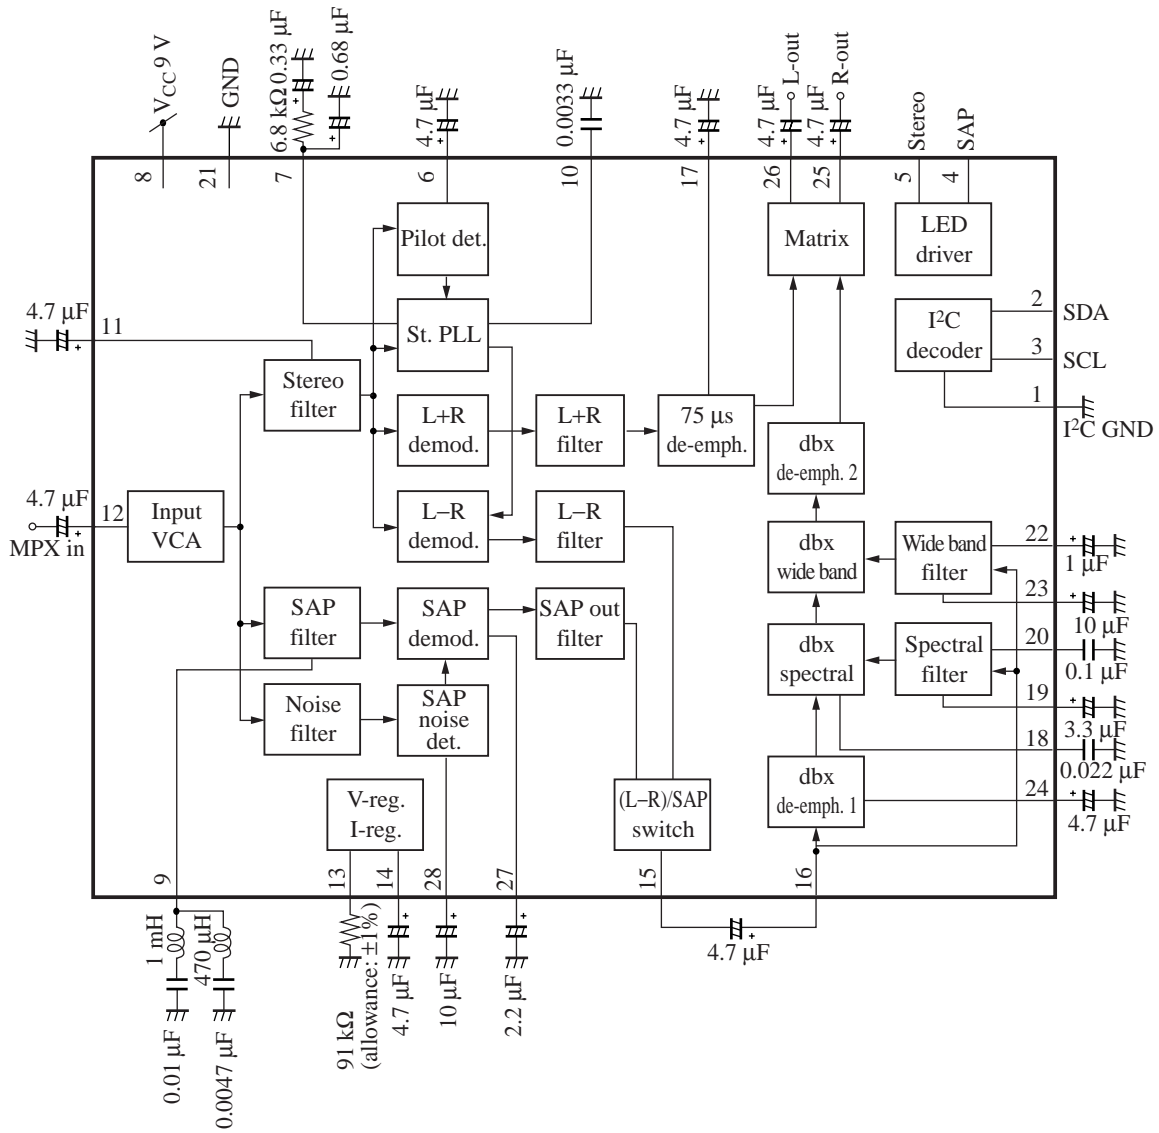 V_CC 9 V
GND
6.8 kΩ
0.33 μF
0.68 μF
4.7 μF
0.0033 μF
4.7 μF
4.7 μF
L-out
4.7 μF
R-out
Stereo
SAP
8
21
7
6
10
17
26
25
5
4
Pilot det.
Matrix
LED
driver
4.7 μF
11
St. PLL
I²C
decoder
2
SDA
3
SCL
1
I²C GND
Stereo
filter
L+R
demod.
L+R
filter
75 μs
de-emph.
dbx
de-emph. 2
4.7 μF
12
MPX in
Input
VCA
L−R
demod.
L−R
filter
dbx
wide band
Wide band
filter
22
1 μF
23
10 μF
SAP
filter
SAP
demod.
SAP out
filter
dbx
spectral
Spectral
filter
20
0.1 μF
19
3.3 μF
Noise
filter
SAP
noise
det.
18
0.022 μF
V-reg.
I-reg.
(L−R)/SAP
switch
dbx
de-emph. 1
24
4.7 μF
9
13
14
28
27
15
16
1 mH
470 μH
0.01 μF
0.0047 μF
91 kΩ
(allowance: ±1%)
4.7 μF
10 μF
2.2 μF
4.7 μF